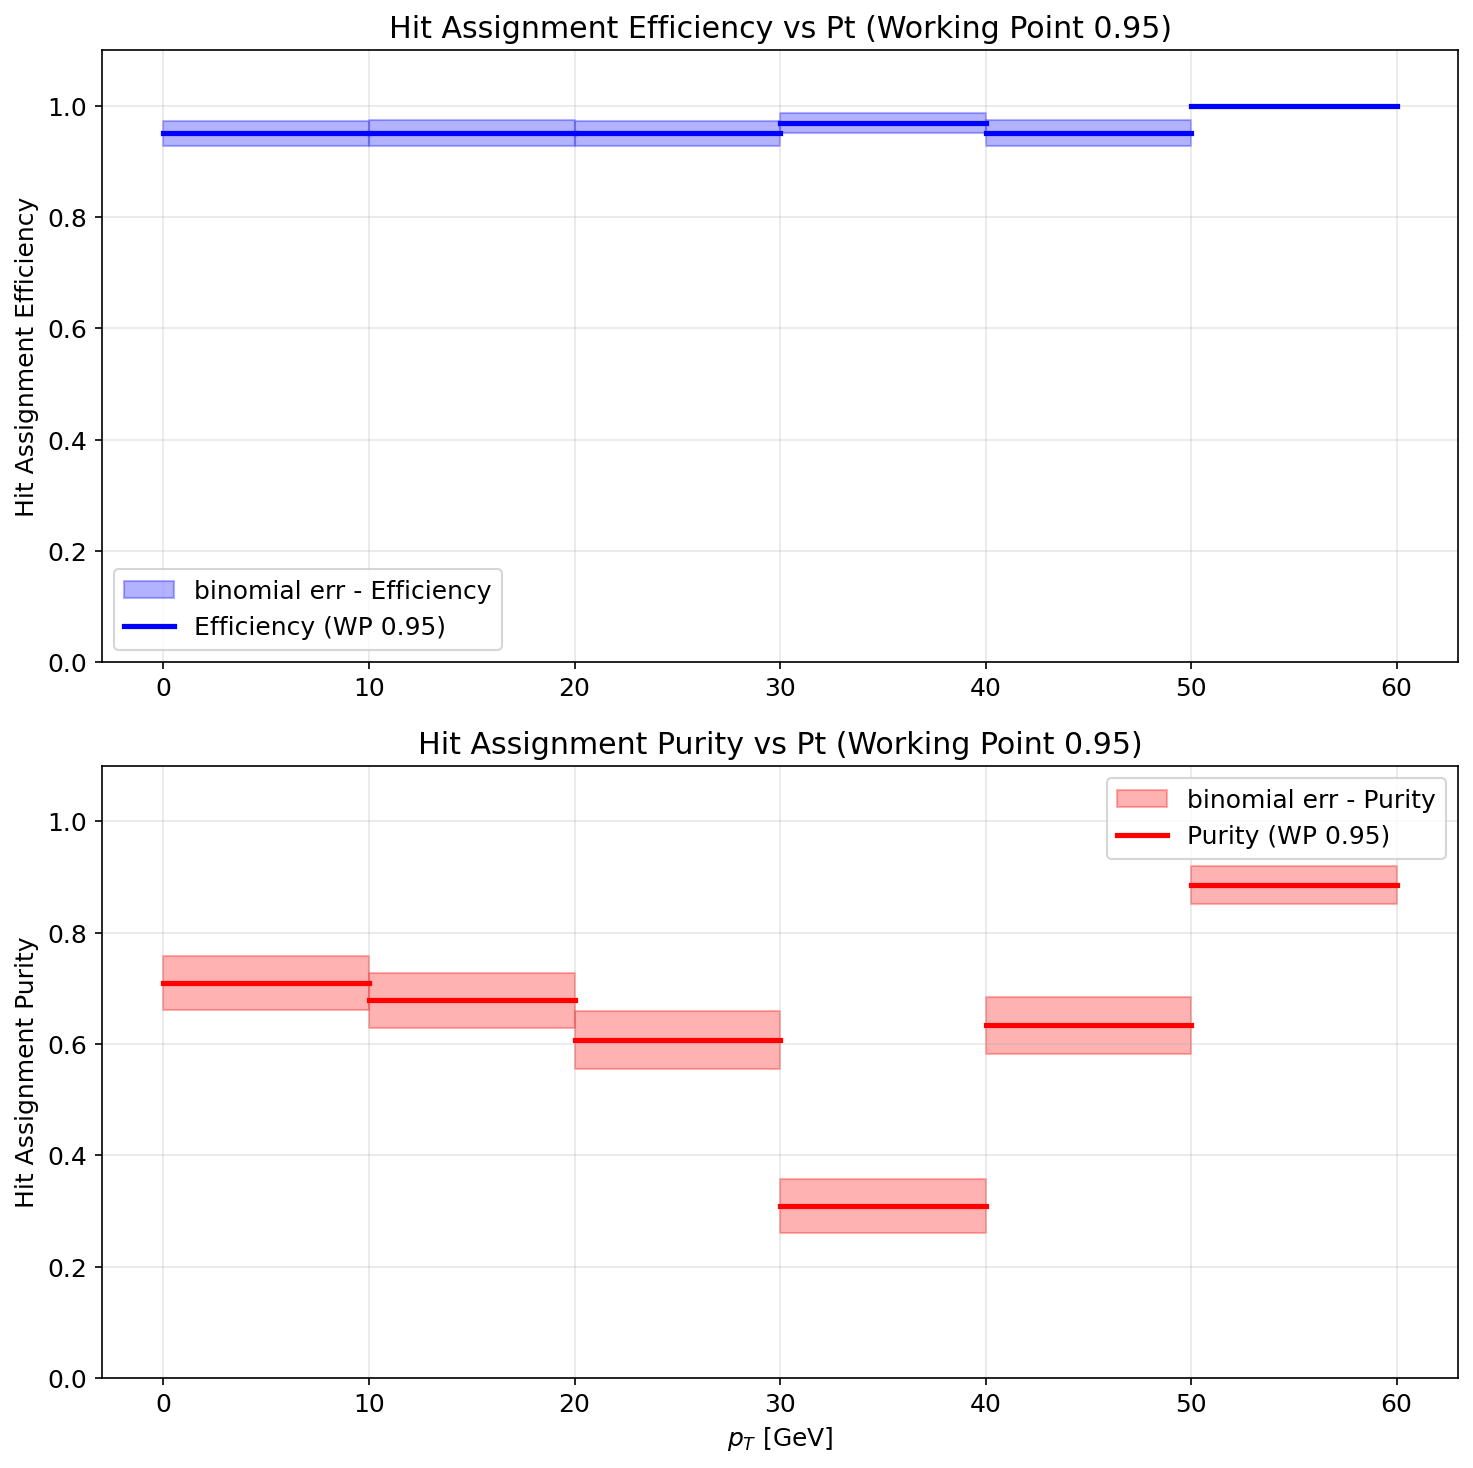 Hit Assignment Efficiency vs Pt (Working Point 0.95)
Hit Assignment Efficiency
1.0
0.8
0.6
0.4
0.2
0.0
binomial err - Efficiency
Efficiency (WP 0.95)
0 10 20 30 40 50 60
Hit Assignment Purity vs Pt (Working Point 0.95)
Hit Assignment Purity
1.0
0.8
0.6
0.4
0.2
0.0
binomial err - Purity
Purity (WP 0.95)
0 10 20 30 40 50 60
p_T [GeV]